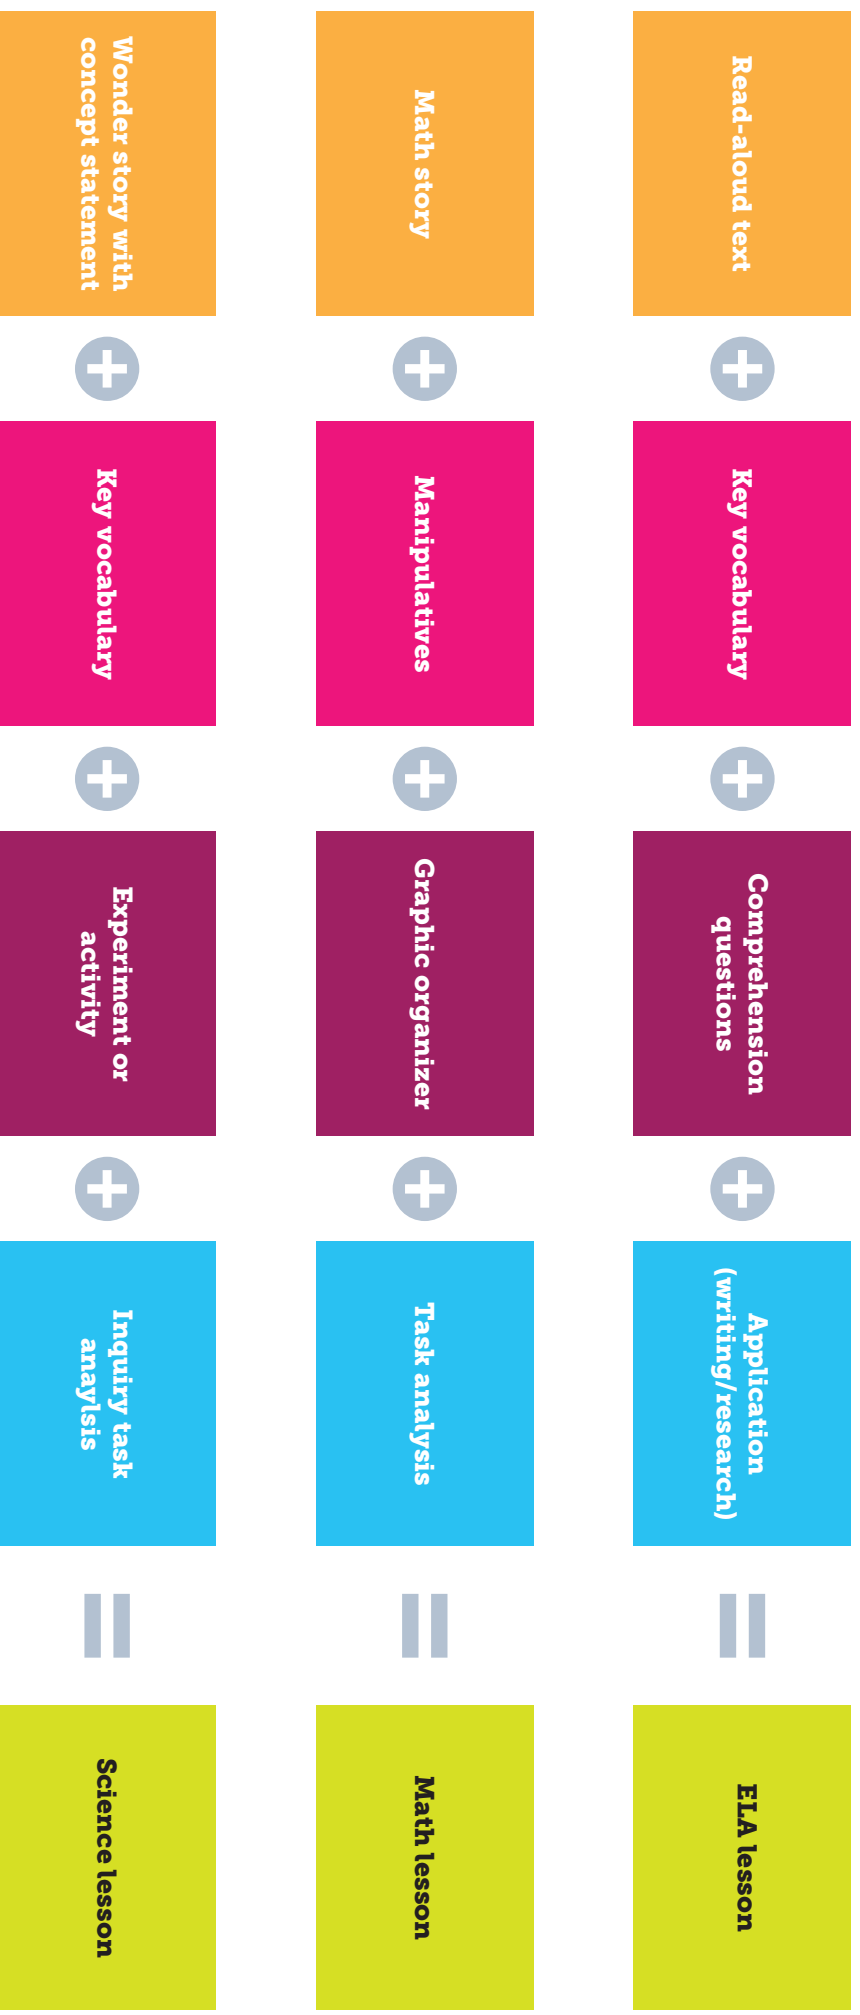 Read-aloud text
Key vocabulary
Comprehension
questions
Application
(writing/research)
ELA lesson
Math story
Manipulatives
Graphic organizer
Task analysis
Math lesson
Wonder story with
concept statement
Key vocabulary
Experiment or
activity
Inquiry task
anaylsis
Science lesson